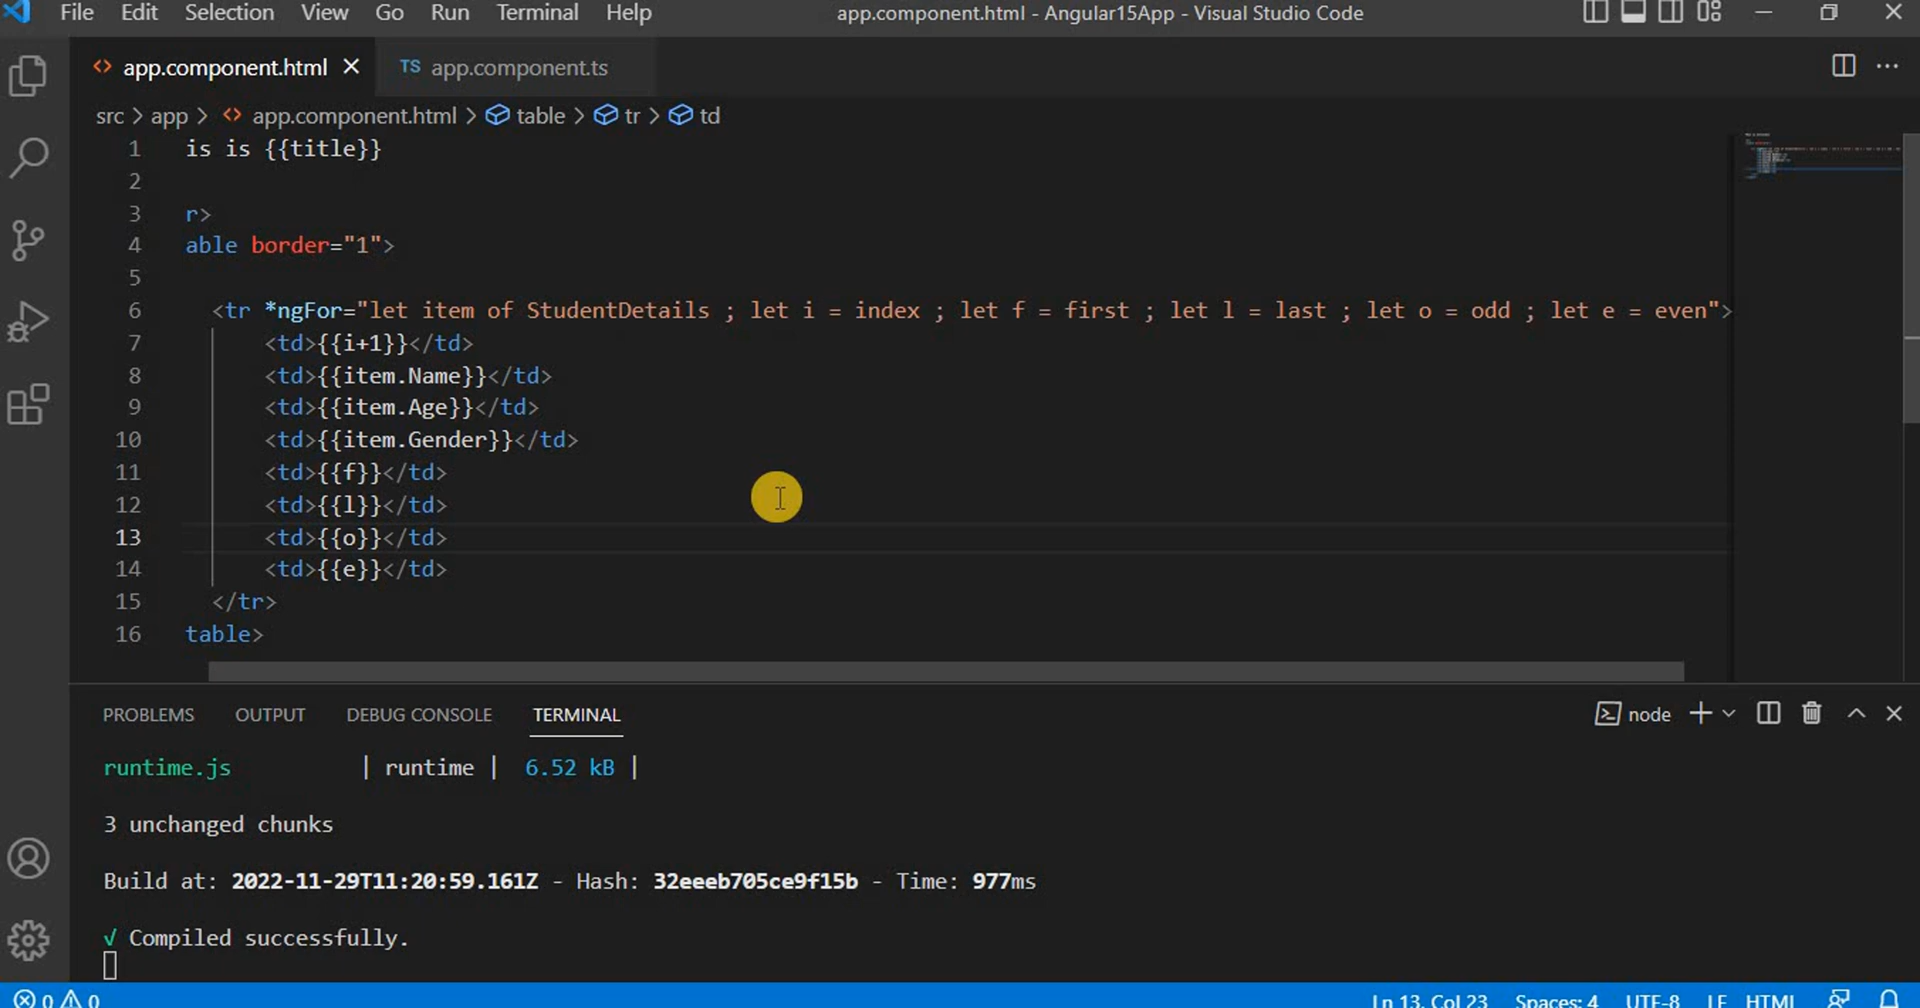 File Edit Selection View Go Run Terminal Help app.component.html - Angular15App - Visual Studio Code
app.component.html TS app.component.ts
src > app > app.component.html > table > tr > td
1 is is {{title}}
2
3 r>
4 able border="1">
5
6 <tr *ngFor="let item of StudentDetails ; let i = index ; let f = first ; let l = last ; let o = odd ; let e = even">
7 <td>{{i+1}}</td>
8 <td>{{item.Name}}</td>
9 <td>{{item.Age}}</td>
10 <td>{{item.Gender}}</td>
11 <td>{{f}}</td>
12 <td>{{l}}</td>
13 <td>{{o}}</td>
14 <td>{{e}}</td>
15 </tr>
16 table>
PROBLEMS OUTPUT DEBUG CONSOLE TERMINAL node
runtime.js | runtime | 6.52 kB |
3 unchanged chunks
Build at: 2022-11-29T11:20:59.161Z - Hash: 32eeeb705ce9f15b - Time: 977ms
√ Compiled successfully.
0 0 Ln 13, Col 23 Spaces: 4 UTF-8 LF HTML